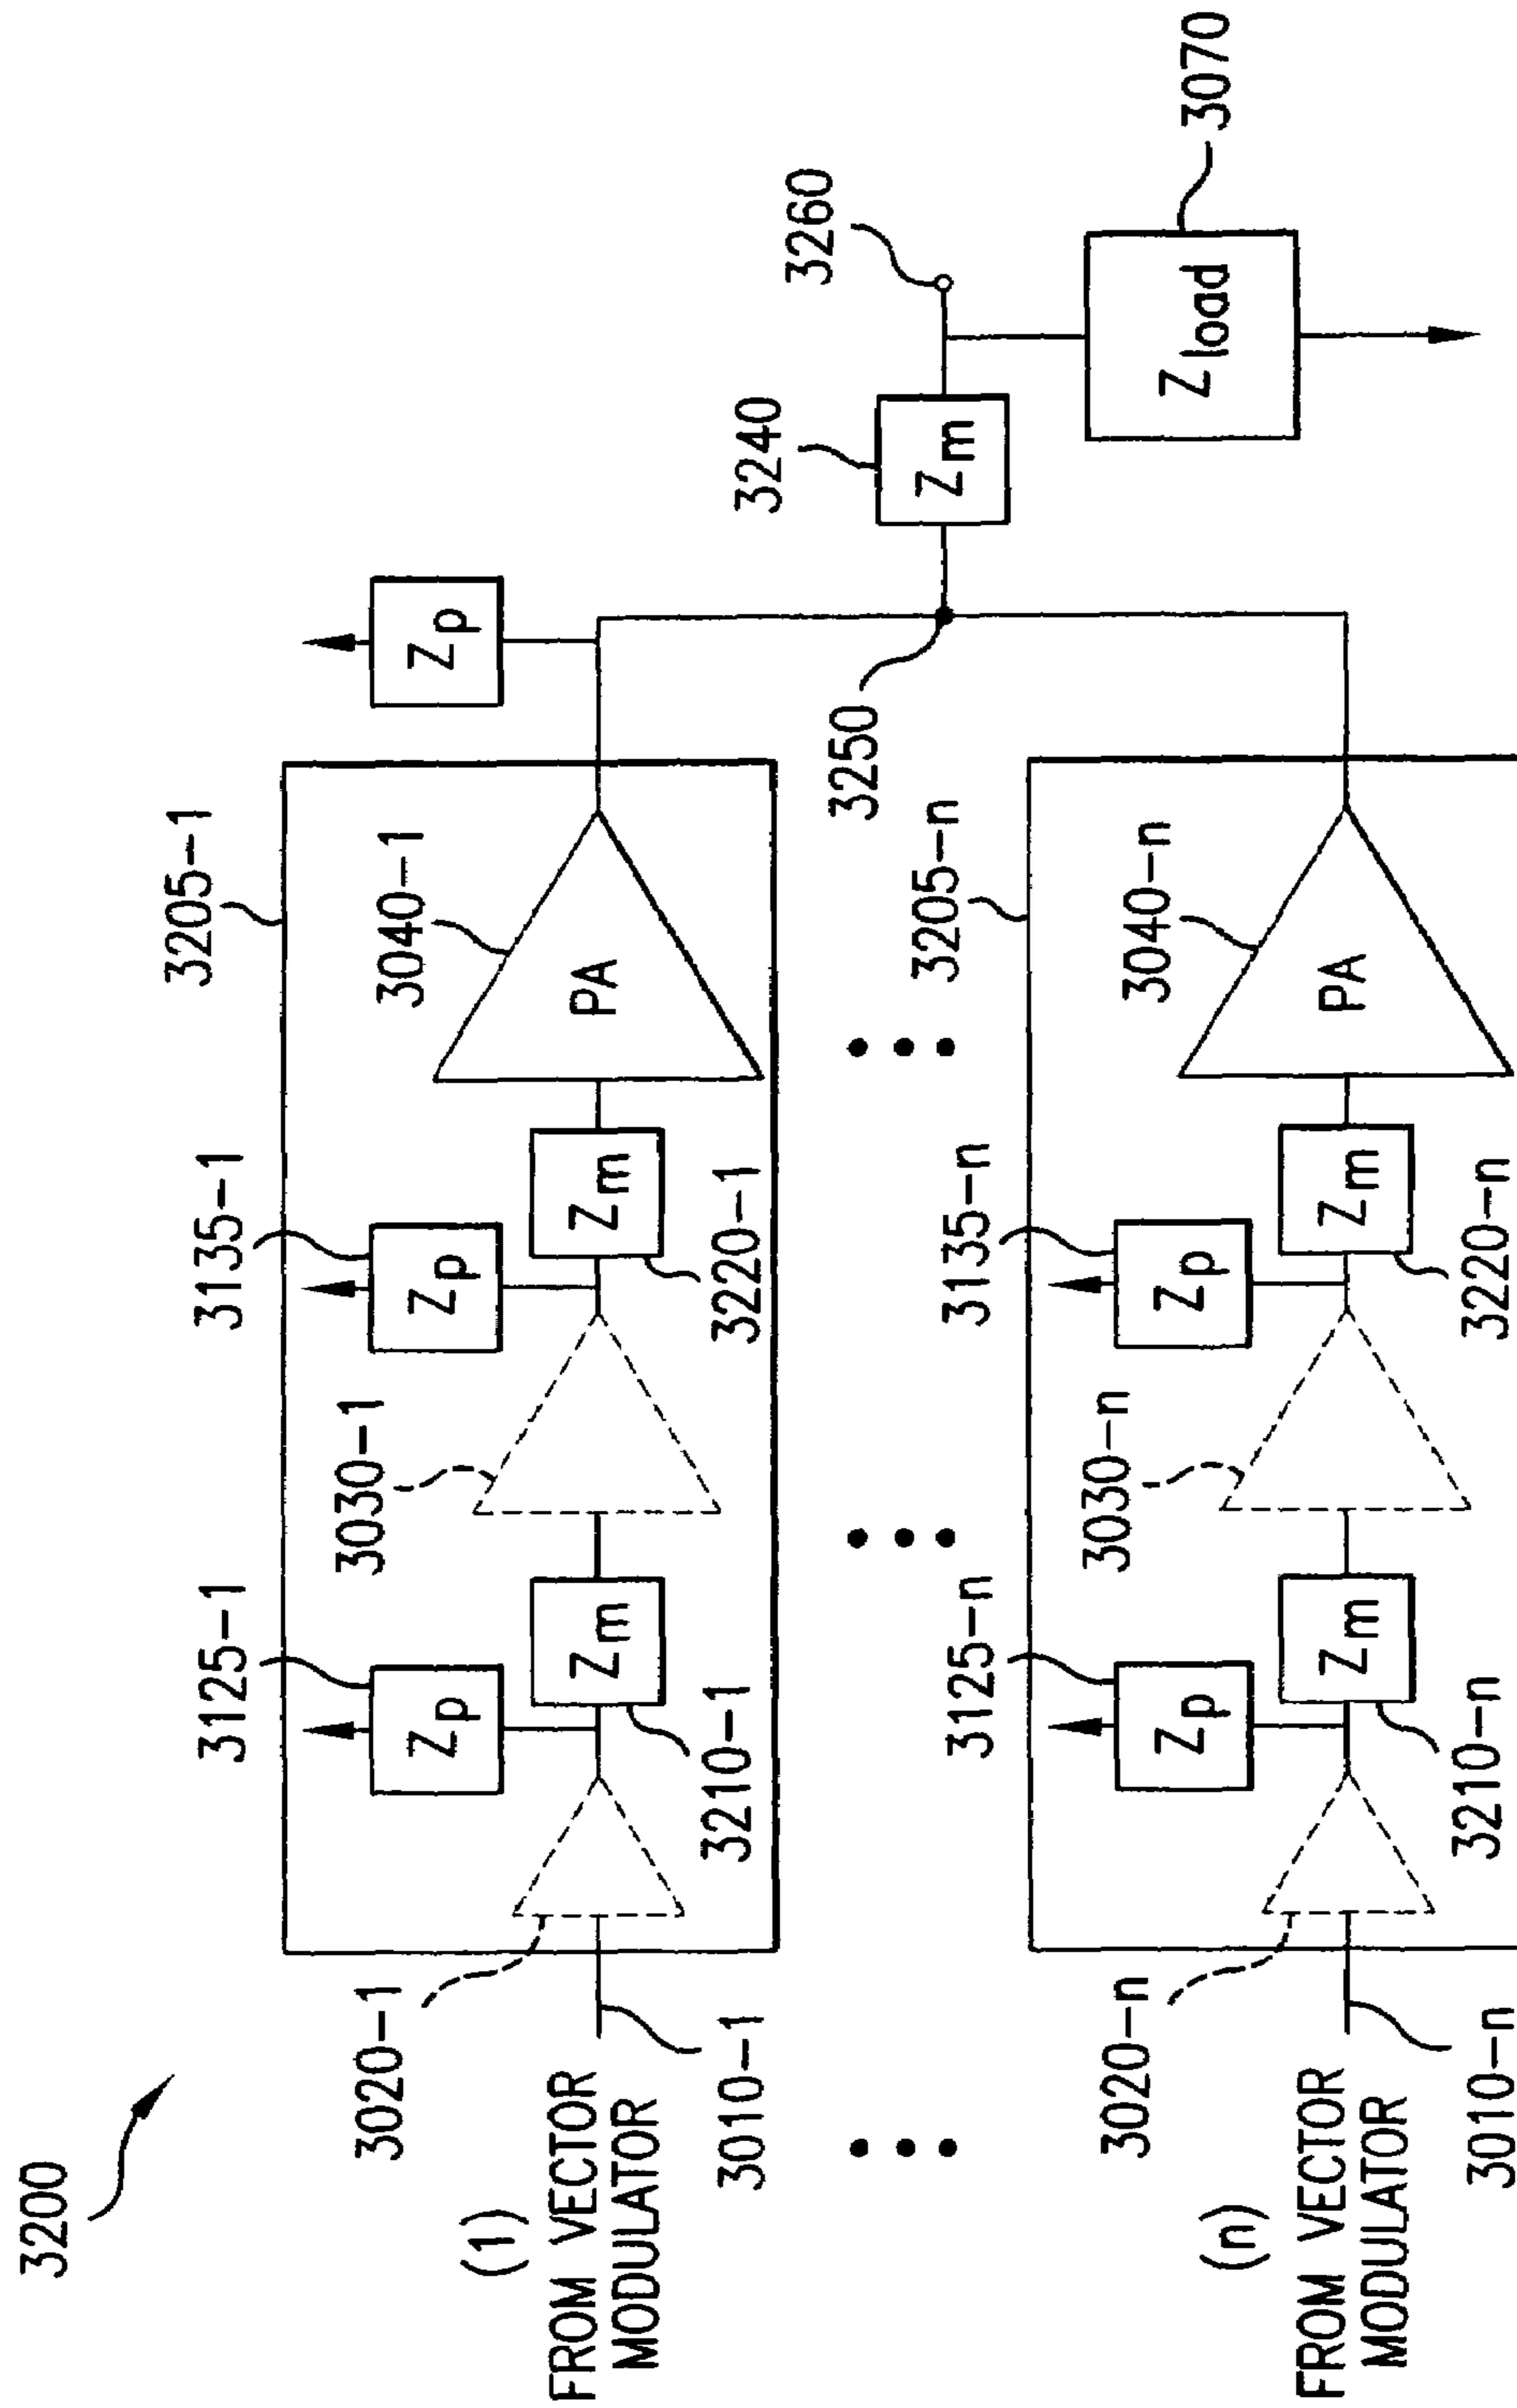 3200
(1)
FROM VECTOR
MODULATOR
3010-1
3020-1
3125-1
Zp
Zm
3210-1
3030-1
3135-1
Zp
Zm
3220-1
3205-1
3040-1
PA
Zp
3250
3240
Zm
3260
Zload
3070
(n)
FROM VECTOR
MODULATOR
3010-n
3020-n
3125-n
Zp
Zm
3210-n
3030-n
3135-n
Zp
Zm
3220-n
3205-n
3040-n
PA